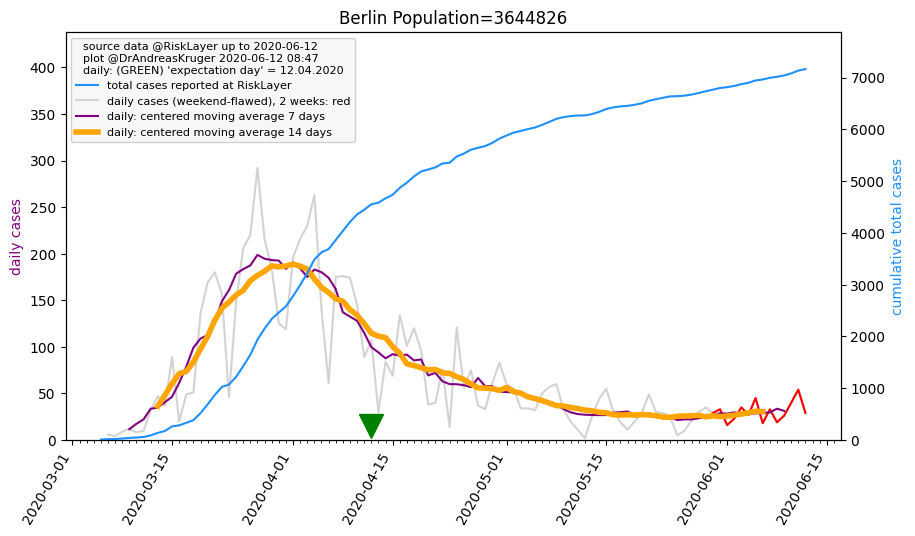 Berlin Population=3644826
source data @RiskLayer up to 2020-06-12
plot @DrAndreasKruger 2020-06-12 08:47
daily: (GREEN) 'expectation day' = 12.04.2020
total cases reported at RiskLayer
daily cases (weekend-flawed), 2 weeks: red
daily: centered moving average 7 days
daily: centered moving average 14 days
daily cases
400
350
300
250
200
150
100
50
0
7000
6000
5000
4000
3000
2000
1000
0
cumulative total cases
2020-03-01
2020-03-15
2020-04-01
2020-04-15
2020-05-01
2020-05-15
2020-06-01
2020-06-15